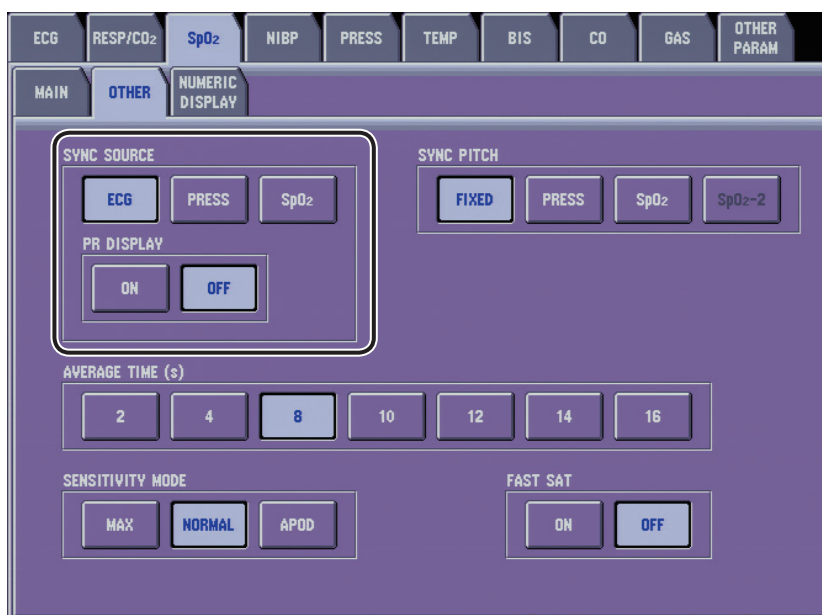 ECG RESP/CO₂ SpO₂ NIBP PRESS TEMP BIS CO GAS OTHER PARAM
MAIN OTHER NUMERIC DISPLAY
SYNC SOURCE
ECG PRESS SpO₂
PR DISPLAY
ON OFF
SYNC PITCH
FIXED PRESS SpO₂ SpO₂-2
AVERAGE TIME (s)
2 4 8 10 12 14 16
SENSITIVITY MODE
MAX NORMAL APOD
FAST SAT
ON OFF